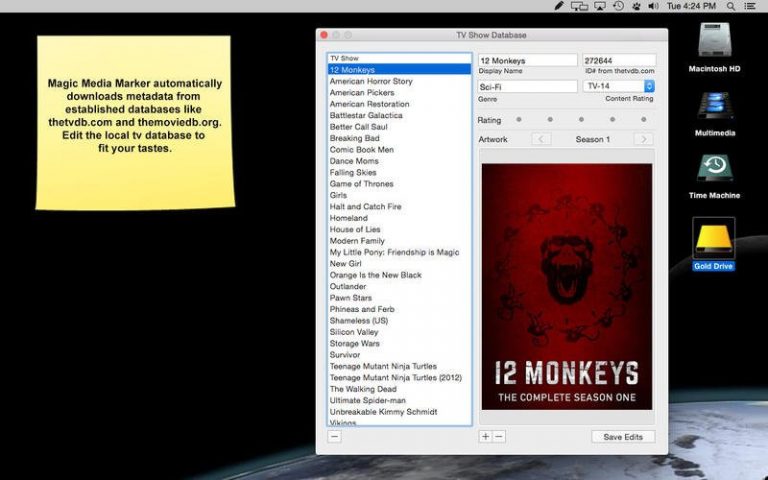 Tue 4:24 PM
Magic Media Marker automatically
downloads metadata from
established databases like
thetvdb.com and themoviedb.org.
Edit the local tv database to
fit your tastes.
TV Show Database
TV Show
12 Monkeys
American Horror Story
American Pickers
American Restoration
Battlestar Galactica
Better Call Saul
Breaking Bad
Comic Book Men
Dance Moms
Falling Skies
Game of Thrones
Girls
Halt and Catch Fire
Homeland
House of Lies
Modern Family
My Little Pony: Friendship is Magic
New Girl
Orange Is the New Black
Outlander
Pawn Stars
Phineas and Ferb
Shameless (US)
Silicon Valley
Storage Wars
Survivor
Teenage Mutant Ninja Turtles
Teenage Mutant Ninja Turtles (2012)
The Walking Dead
Ultimate Spider-man
Unbreakable Kimmy Schmidt
Vikings
12 Monkeys 272644
Display Name ID# from thetvdb.com
Sci-Fi TV-14
Genre Content Rating
Rating
Artwork Season 1
12 MONKEYS
THE COMPLETE SEASON ONE
Save Edits
Macintosh HD
Multimedia
Time Machine
Gold Drive